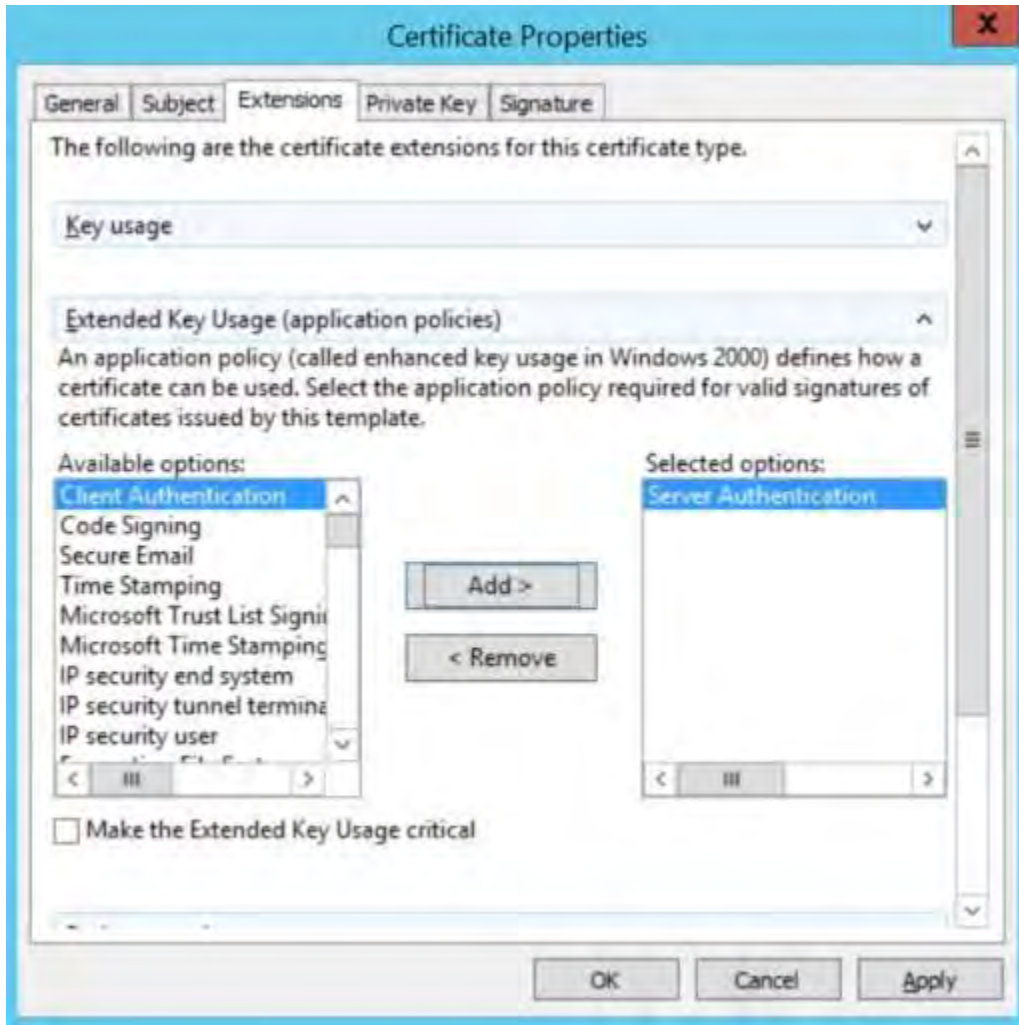 Certificate Properties
x
General Subject Extensions Private Key Signature
The following are the certificate extensions for this certificate type.
Key usage
Extended Key Usage (application policies)
An application policy (called enhanced key usage in Windows 2000) defines how a
certificate can be used. Select the application policy required for valid signatures of
certificates issued by this template.
Available options:
Selected options:
Client Authentication
Server Authentication
Code Signing
Secure Email
Time Stamping
Microsoft Trust List Signi
Microsoft Time Stamping
IP security end system
IP security tunnel termina
IP security user
Add >
< Remove
Make the Extended Key Usage critical
OK Cancel Apply